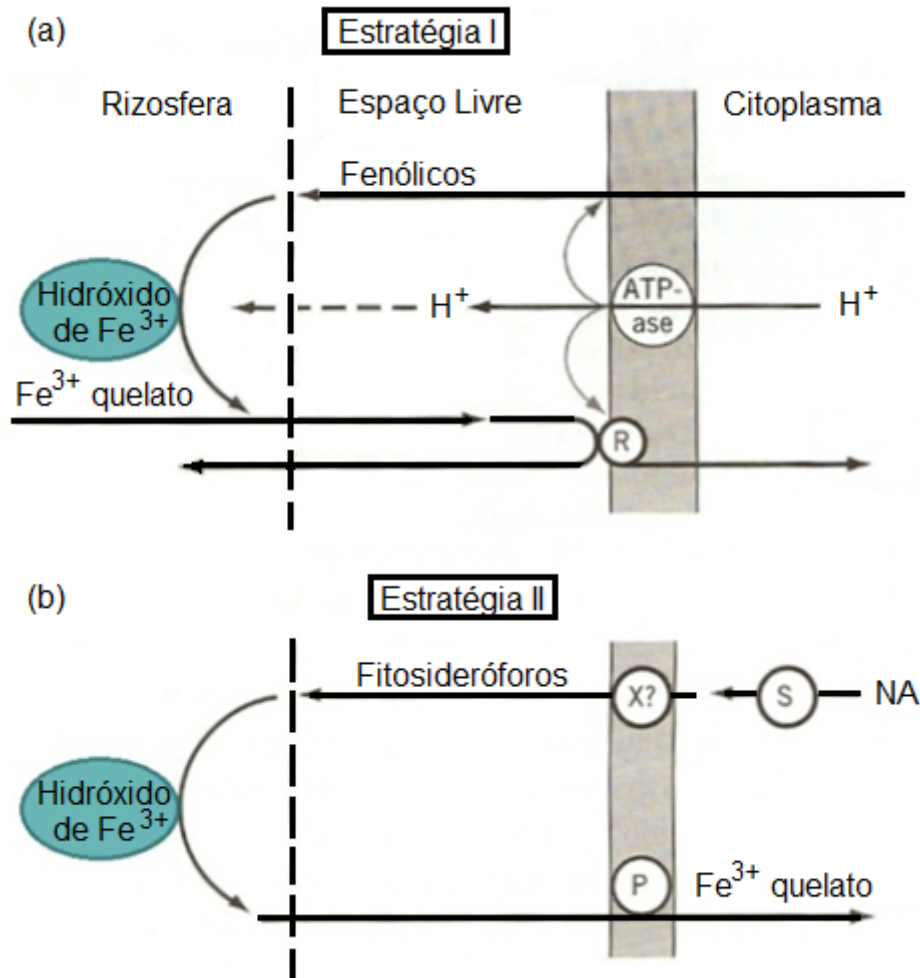 (a)
Estratégia I
Rizosfera
Espaço Livre
Citoplasma
Fenólicos
Hidróxido
de Fe3+
H+
ATP-
ase
H+
Fe3+ quelato
R
(b)
Estratégia II
Fitosideróforos
X?
S
NA
Hidróxido
de Fe3+
P
Fe3+ quelato